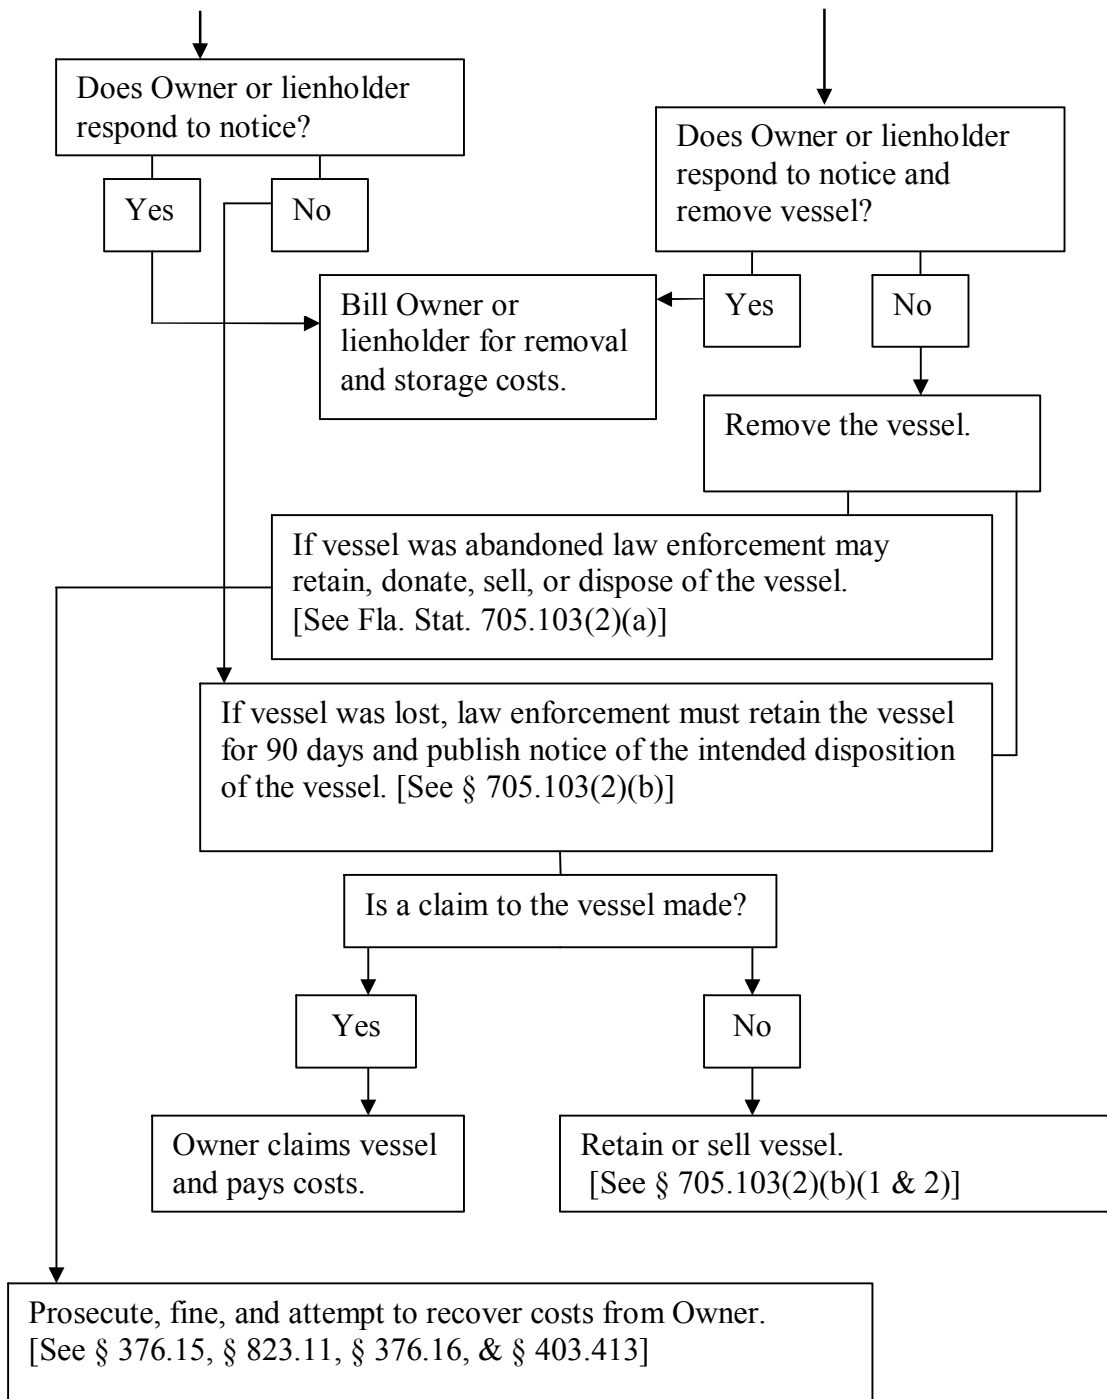 Does Owner or lienholder
respond to notice?
Does Owner or lienholder
respond to notice and
remove vessel?
Yes
No
Yes
No
Bill Owner or
lienholder for removal
and storage costs.
Remove the vessel.
If vessel was abandoned law enforcement may
retain, donate, sell, or dispose of the vessel.
[See Fla. Stat. 705.103(2)(a)]
If vessel was lost, law enforcement must retain the vessel
for 90 days and publish notice of the intended disposition
of the vessel. [See § 705.103(2)(b)]
Is a claim to the vessel made?
Yes
No
Owner claims vessel
and pays costs.
Retain or sell vessel.
[See § 705.103(2)(b)(1 & 2)]
Prosecute, fine, and attempt to recover costs from Owner.
[See § 376.15, § 823.11, § 376.16, & § 403.413]